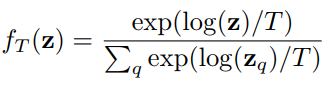 f_T(𝐳) = exp(log(𝐳)/T) / ∑_q exp(log(𝐳_q)/T)